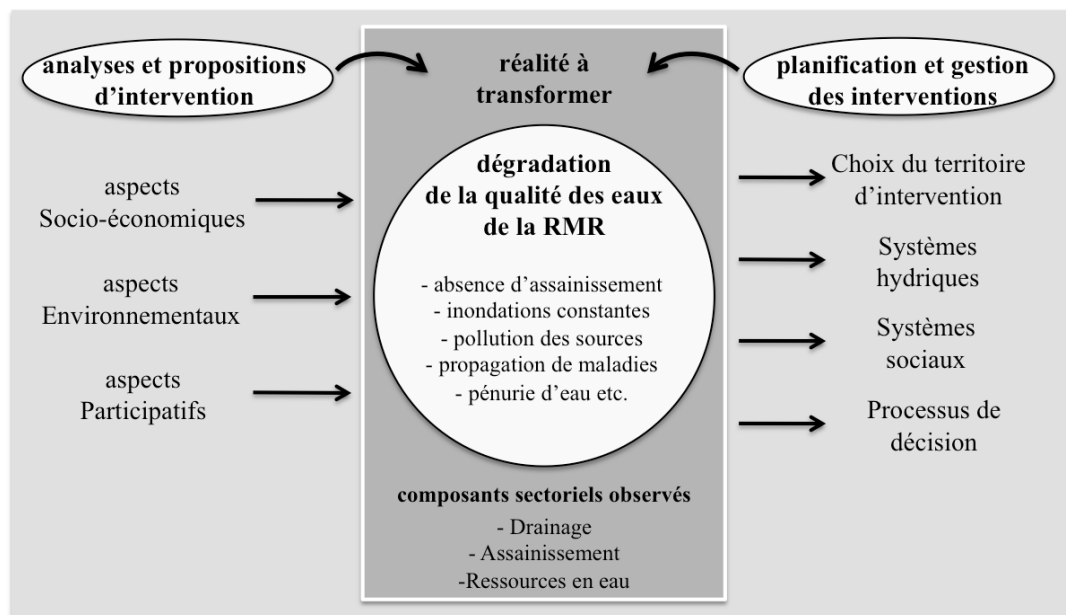 analyses et propositions
d'intervention
aspects
Socio-économiques
aspects
Environnementaux
aspects
Participatifs
réalité à
transformer
dégradation
de la qualité des eaux
de la RMR
- absence d'assainissement
- inondations constantes
- pollution des sources
- propagation de maladies
- pénurie d'eau etc.
composants sectoriels observés
- Drainage
- Assainissement
-Ressources en eau
planification et gestion
des interventions
Choix du territoire
d'intervention
Systèmes
hydriques
Systèmes
sociaux
Processus de
décision